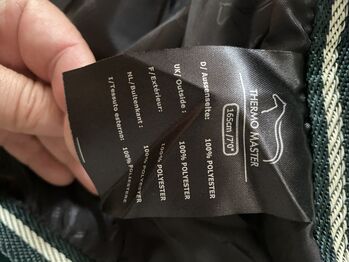 THERMO MASTER
165cm /7'0"
D/ Aussenseite: 100% POLYESTER
UK/ Outside: 100% POLYESTER
F/Extérieur: 100% POLYESTER
NL/Buitenkant: 100% POLYESTER
I/Tessuto esterno: 100% POLYESTER